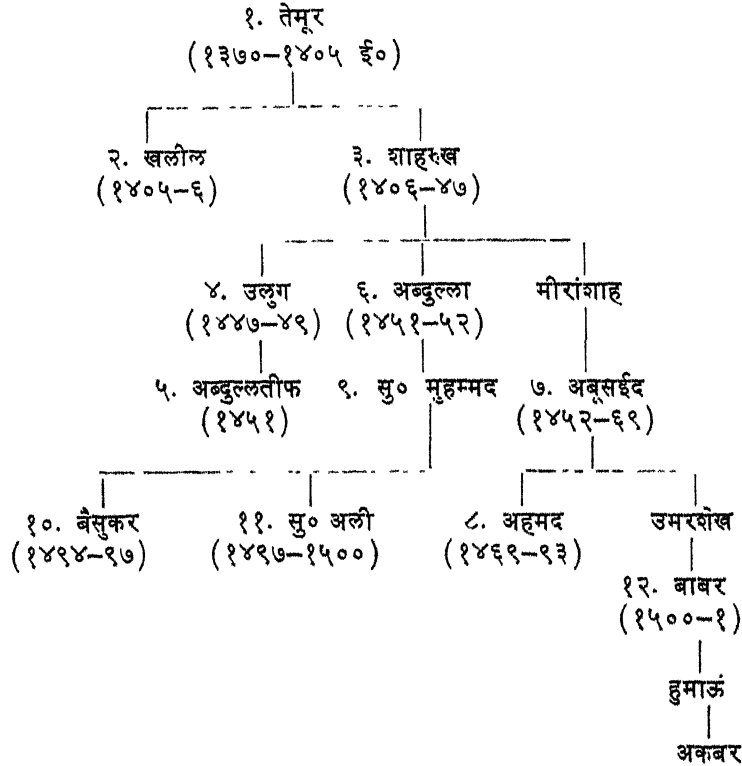 १. तेमूर
(१३७०–१४०५ ई०)
२. खलील ३. शाहरुख
(१४०५–६) (१४०६–४७)
४. उलुग ६. अब्दुल्ला मीरांशाह
(१४४७–४९) (१४५१–५२)
५. अब्दुल्लतीफ ९. सु० मुहम्मद ७. अबूसईद
(१४५१) (१४५२–६९)
१०. बैसुकर ११. सु० अली ८. अहमद उमरशेख
(१४९४–९७) (१४९७–१५००) (१४६९–९३)
१२. बाबर
(१५००–१)
हुमाऊं
अकबर